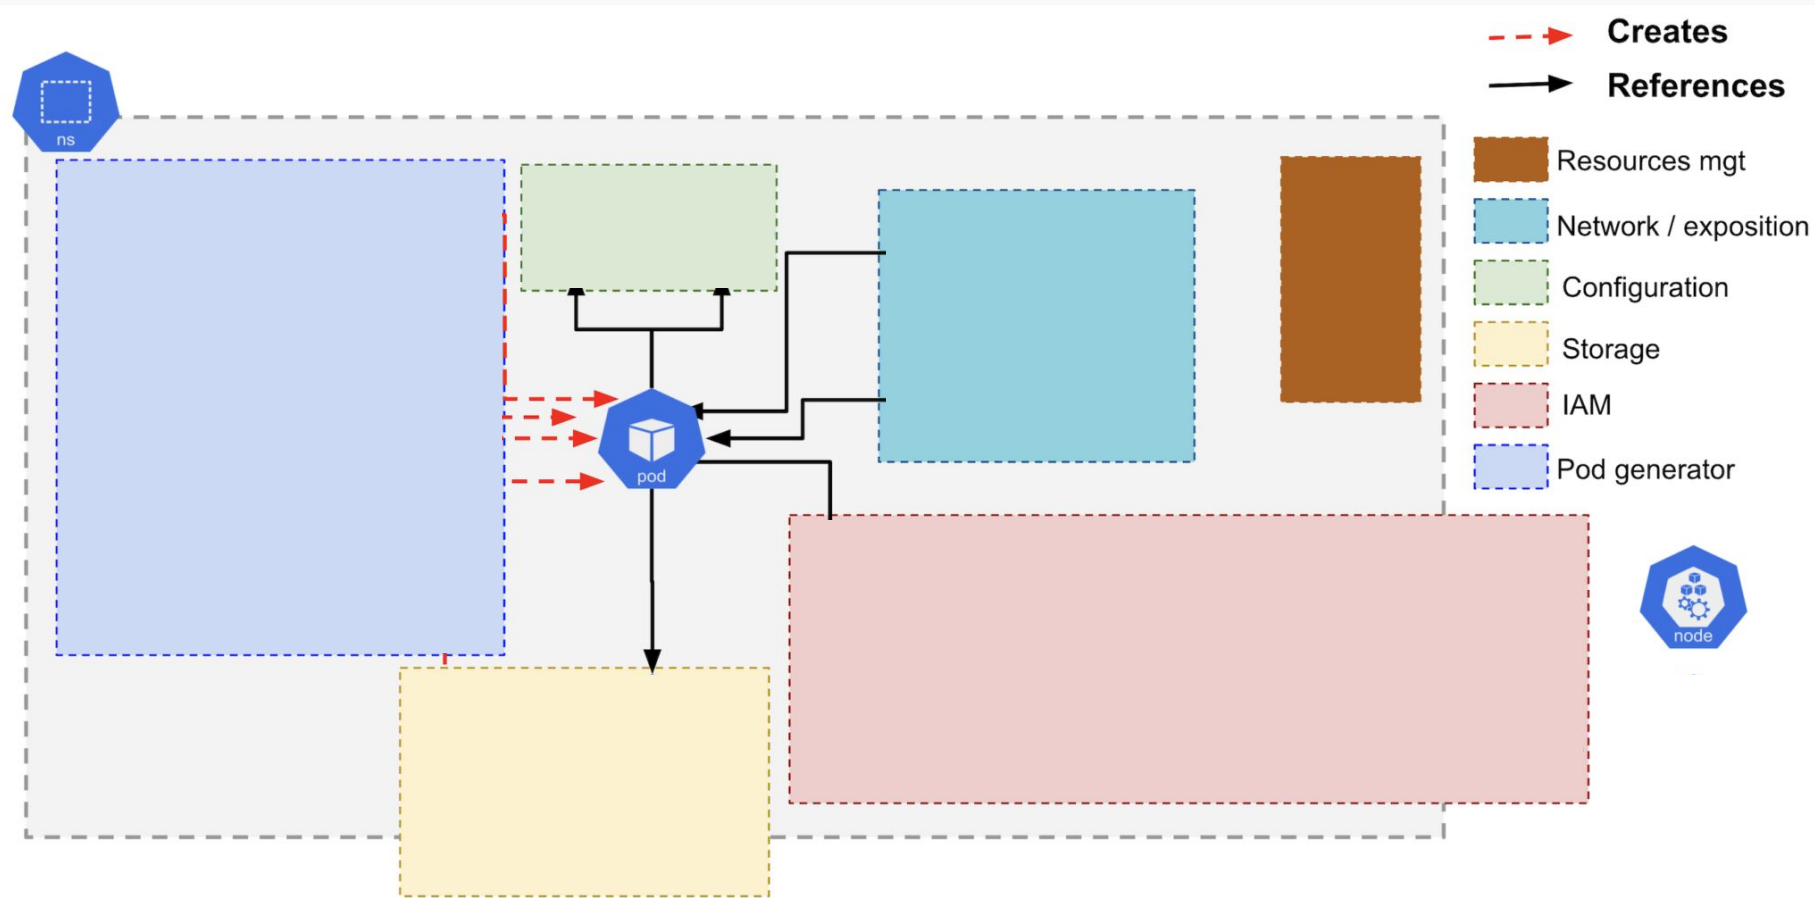 Creates
References
ns
Resources mgt
Network / exposition
Configuration
Storage
IAM
Pod generator
pod
node